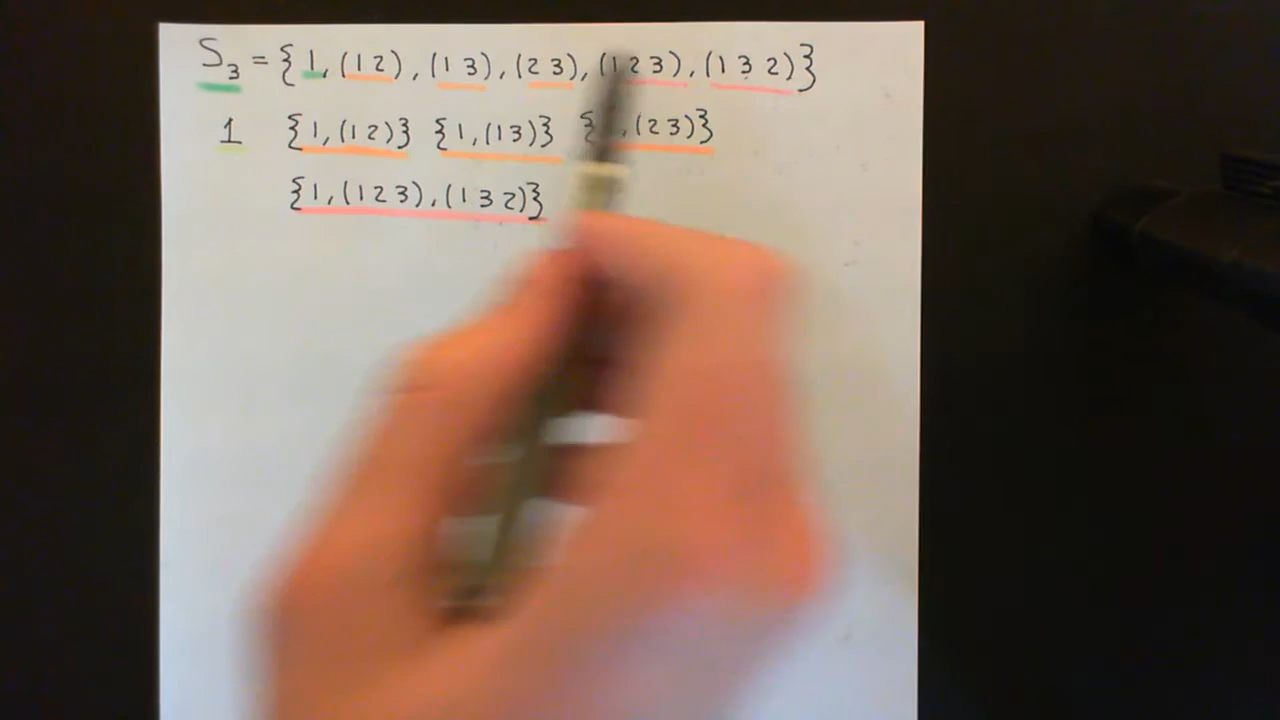 S₃ = { 1, (1 2), (1 3), (2 3), (1 2 3), (1 3 2) }
1 {1, (1 2)} {1, (1 3)} { , (2 3)}
{1, (1 2 3), (1 3 2)}